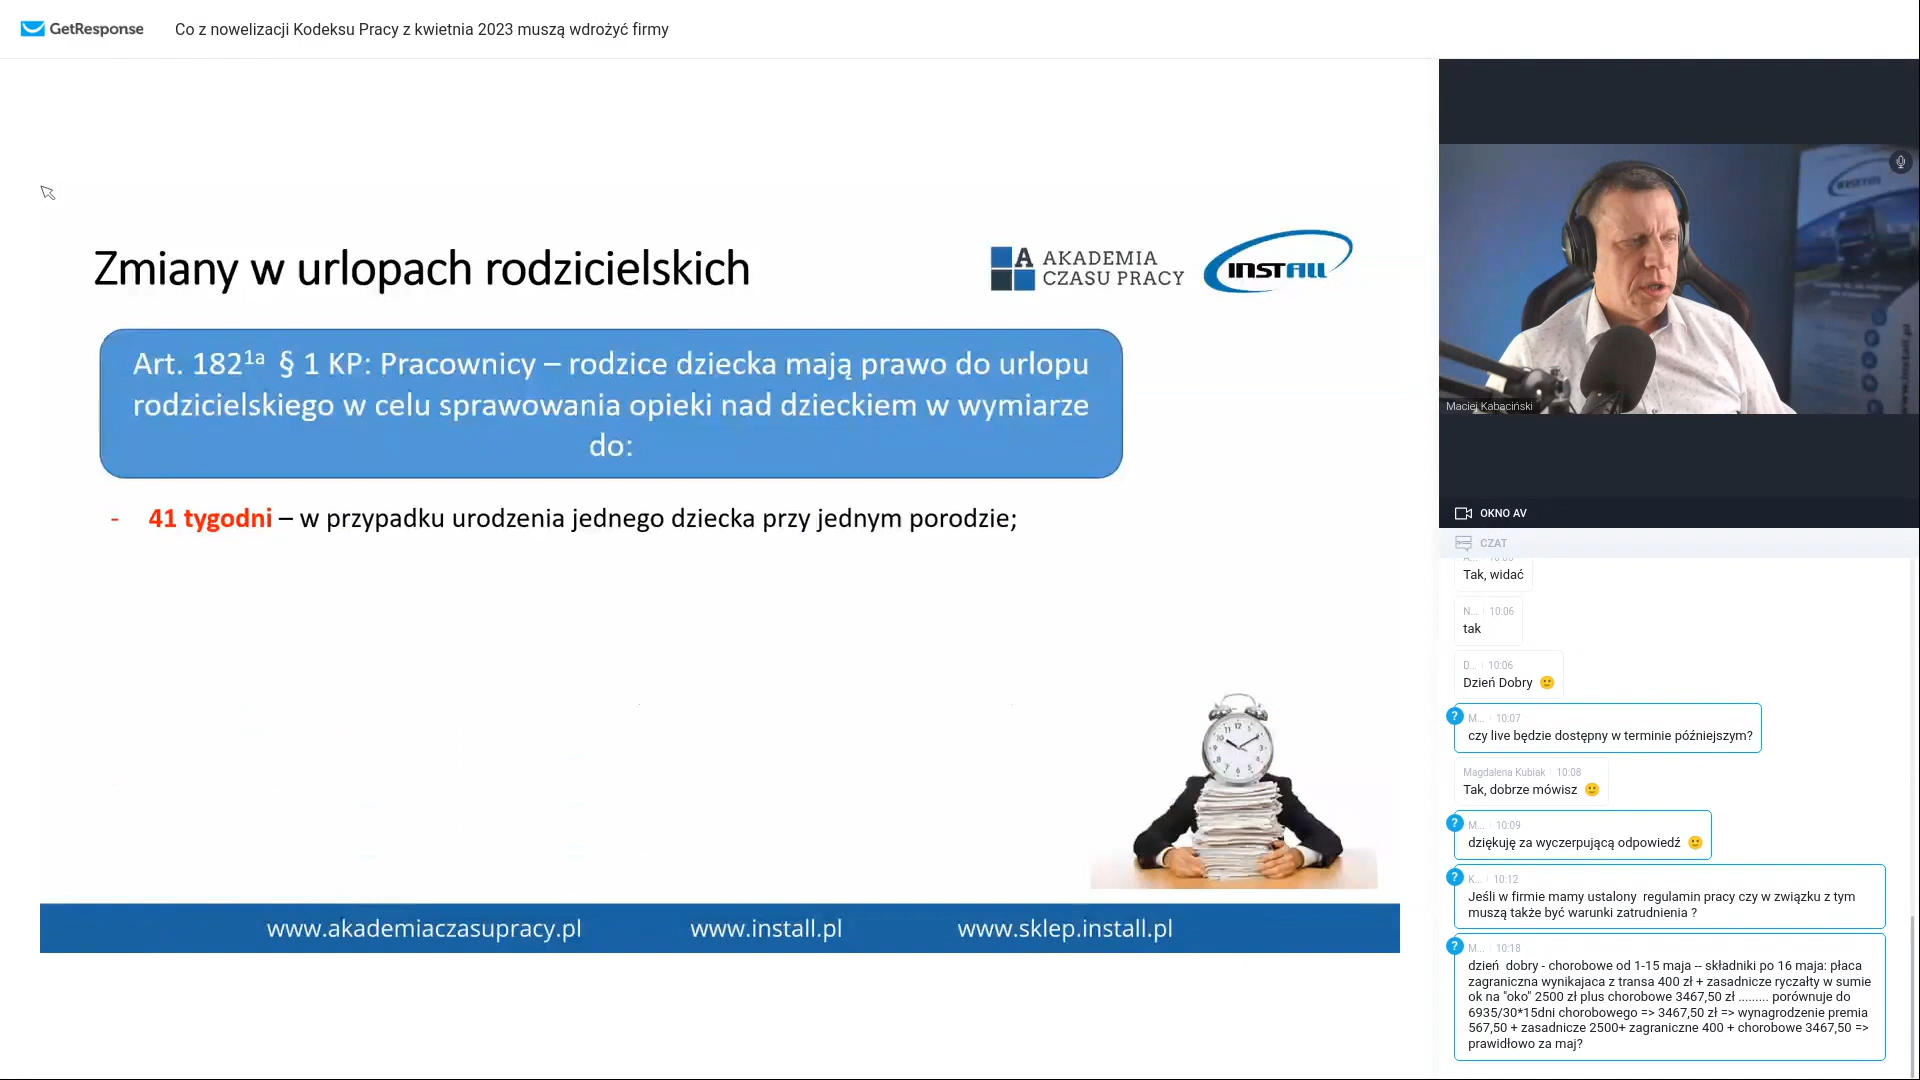 GetResponse
Co z nowelizacji Kodeksu Pracy z kwietnia 2023 muszą wdrożyć firmy
Zmiany w urlopach rodzicielskich
A AKADEMIA
CZASU PRACY
INSTALL
Art. 182¹ᵃ § 1 KP: Pracownicy – rodzice dziecka mają prawo do urlopu
rodzicielskiego w celu sprawowania opieki nad dzieckiem w wymiarze
do:
- 41 tygodni – w przypadku urodzenia jednego dziecka przy jednym porodzie;
www.akademiaczasupracy.pl
www.install.pl
www.sklep.install.pl
Maciej Kabaciński
OKNO AV
CZAT
Tak, widać
N... 10:06
tak
D... 10:06
Dzień Dobry 🙂
? M... 10:07
czy live będzie dostępny w terminie późniejszym?
Magdalena Kubiak 10:08
Tak, dobrze mówisz 🙂
? M... 10:09
dziękuję za wyczerpującą odpowiedź 🙂
? K... 10:12
Jeśli w firmie mamy ustalony regulamin pracy czy w związku z tym
muszą także być warunki zatrudnienia ?
? M... 10:18
dzień dobry - chorobowe od 1-15 maja -- składniki po 16 maja: płaca
zagraniczna wynikajaca z transa 400 zł + zasadnicze ryczałty w sumie
ok na "oko" 2500 zł plus chorobowe 3467,50 zł ......... porównuje do
6935/30*15dni chorobowego => 3467,50 zł => wynagrodzenie premia
567,50 + zasadnicze 2500+ zagraniczne 400 + chorobowe 3467,50 =>
prawidłowo za maj?